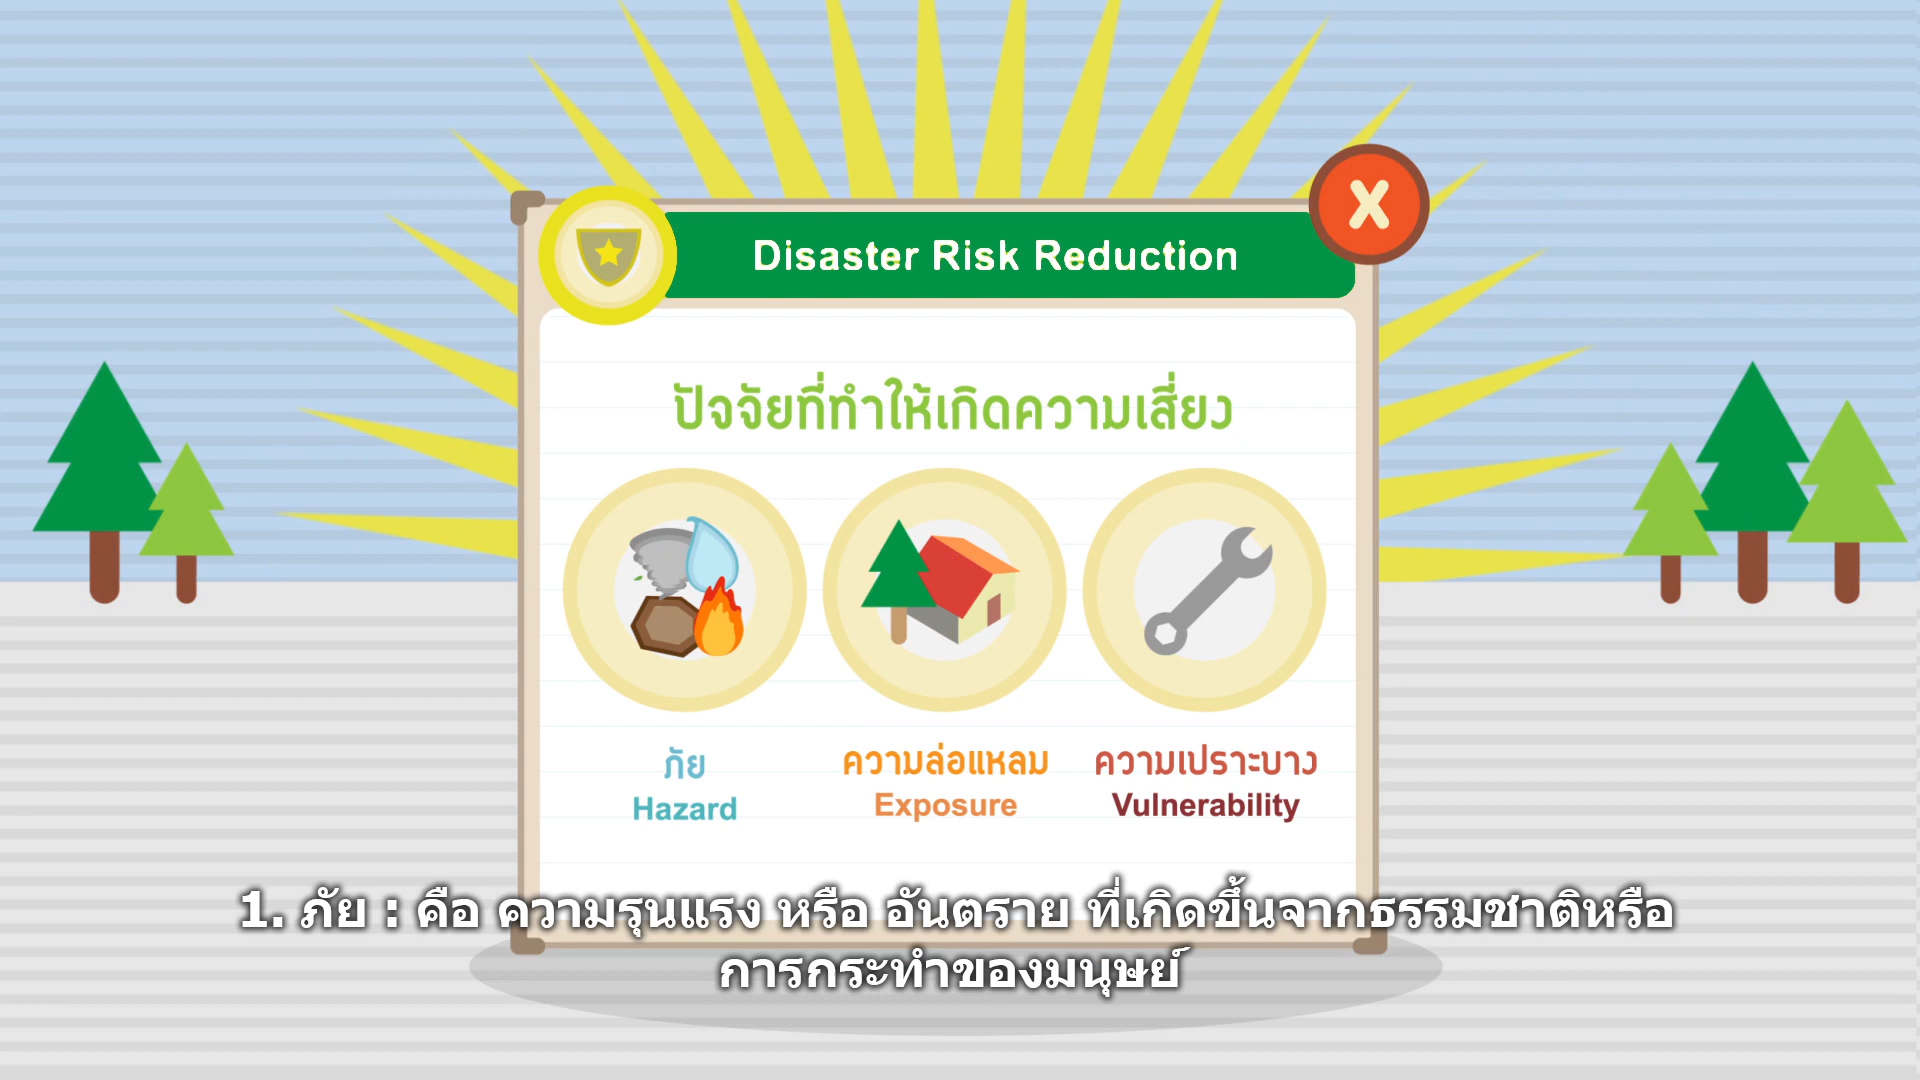 X
Disaster Risk Reduction
ปัจจัยที่ทำให้เกิดความเสี่ยง
ภัย
Hazard
ความล่อแหลม
Exposure
ความเปราะบาง
Vulnerability
1. ภัย : คือ ความรุนแรง หรือ อันตราย ที่เกิดขึ้นจากธรรมชาติหรือ
การกระทำของมนุษย์